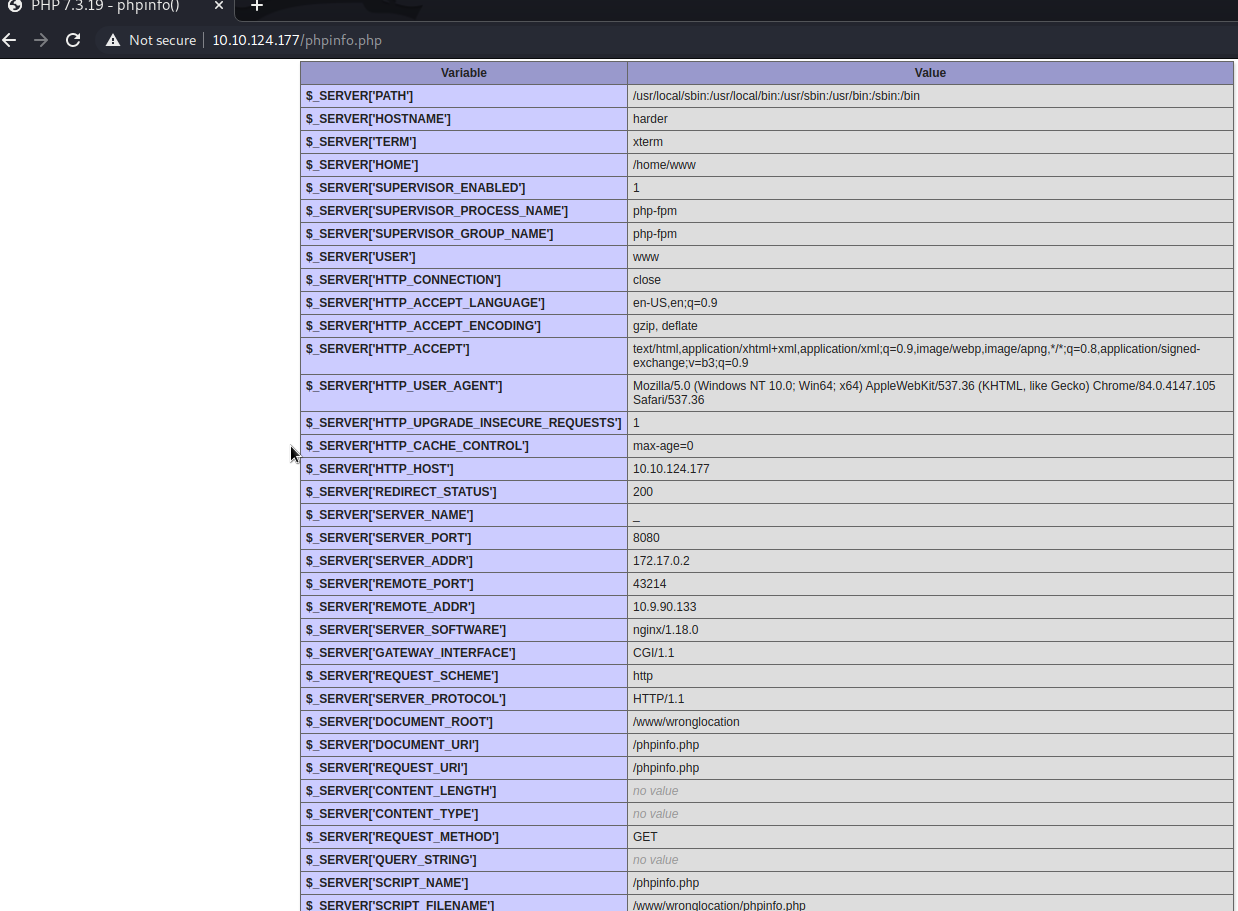 PHP 7.3.19 - phpinfo()
Not secure 10.10.124.177/phpinfo.php
Variable Value
$_SERVER['PATH'] /usr/local/sbin:/usr/local/bin:/usr/sbin:/usr/bin:/sbin:/bin
$_SERVER['HOSTNAME'] harder
$_SERVER['TERM'] xterm
$_SERVER['HOME'] /home/www
$_SERVER['SUPERVISOR_ENABLED'] 1
$_SERVER['SUPERVISOR_PROCESS_NAME'] php-fpm
$_SERVER['SUPERVISOR_GROUP_NAME'] php-fpm
$_SERVER['USER'] www
$_SERVER['HTTP_CONNECTION'] close
$_SERVER['HTTP_ACCEPT_LANGUAGE'] en-US,en;q=0.9
$_SERVER['HTTP_ACCEPT_ENCODING'] gzip, deflate
$_SERVER['HTTP_ACCEPT'] text/html,application/xhtml+xml,application/xml;q=0.9,image/webp,image/apng,*/*;q=0.8,application/signed-
exchange;v=b3;q=0.9
$_SERVER['HTTP_USER_AGENT'] Mozilla/5.0 (Windows NT 10.0; Win64; x64) AppleWebKit/537.36 (KHTML, like Gecko) Chrome/84.0.4147.105
Safari/537.36
$_SERVER['HTTP_UPGRADE_INSECURE_REQUESTS'] 1
$_SERVER['HTTP_CACHE_CONTROL'] max-age=0
$_SERVER['HTTP_HOST'] 10.10.124.177
$_SERVER['REDIRECT_STATUS'] 200
$_SERVER['SERVER_NAME'] _
$_SERVER['SERVER_PORT'] 8080
$_SERVER['SERVER_ADDR'] 172.17.0.2
$_SERVER['REMOTE_PORT'] 43214
$_SERVER['REMOTE_ADDR'] 10.9.90.133
$_SERVER['SERVER_SOFTWARE'] nginx/1.18.0
$_SERVER['GATEWAY_INTERFACE'] CGI/1.1
$_SERVER['REQUEST_SCHEME'] http
$_SERVER['SERVER_PROTOCOL'] HTTP/1.1
$_SERVER['DOCUMENT_ROOT'] /www/wronglocation
$_SERVER['DOCUMENT_URI'] /phpinfo.php
$_SERVER['REQUEST_URI'] /phpinfo.php
$_SERVER['CONTENT_LENGTH'] no value
$_SERVER['CONTENT_TYPE'] no value
$_SERVER['REQUEST_METHOD'] GET
$_SERVER['QUERY_STRING'] no value
$_SERVER['SCRIPT_NAME'] /phpinfo.php
$_SERVER['SCRIPT_FILENAME'] /www/wronglocation/phpinfo.php